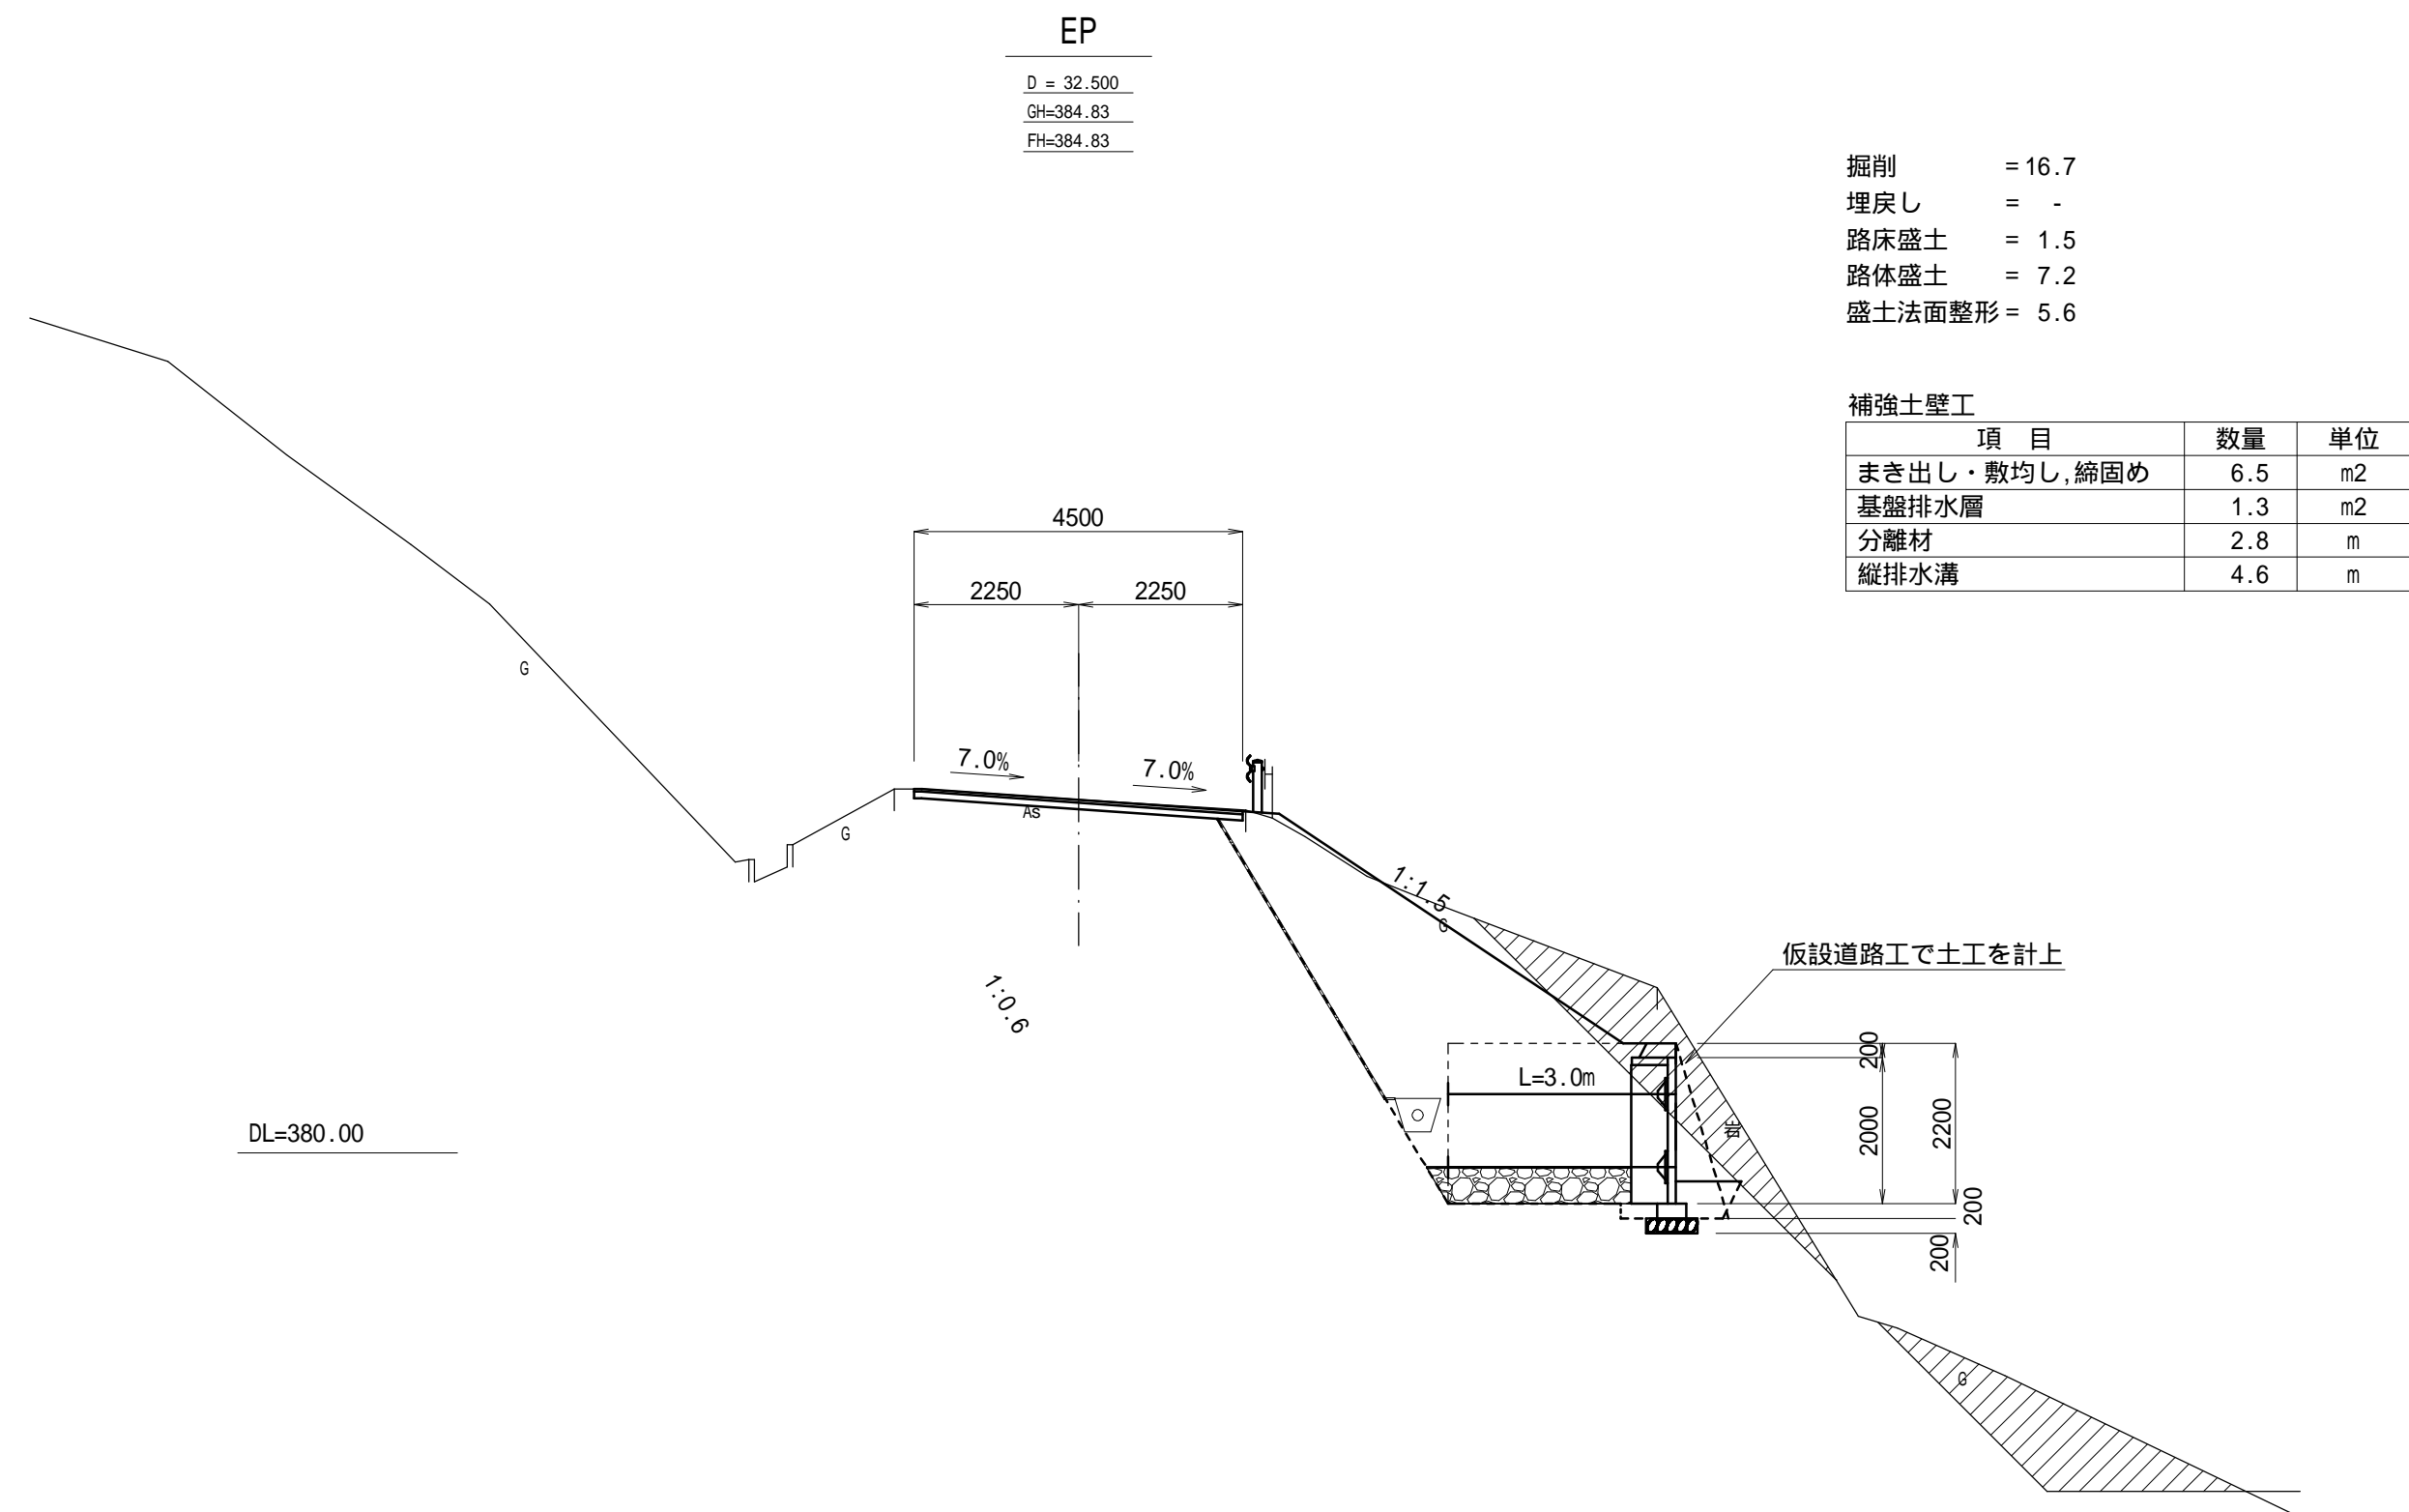 EP
D = 32.500
GH=384.83
FH=384.83
掘削 =16.7
埋戻し = -
路床盛土 = 1.5
路体盛土 = 7.2
盛土法面整形= 5.6
補強土壁工
項 目 数量 単位
まき出し・敷均し,締固め 6.5 m2
基盤排水層 1.3 m2
分離材 2.8 m
縦排水溝 4.6 m
4500
2250 2250
G
7.0% 7.0%
As
G
1:1.5
G
仮設道路工で土工を計上
1:0.6
200
L=3.0m
DL=380.00
岩
2000
2200
200
200
G